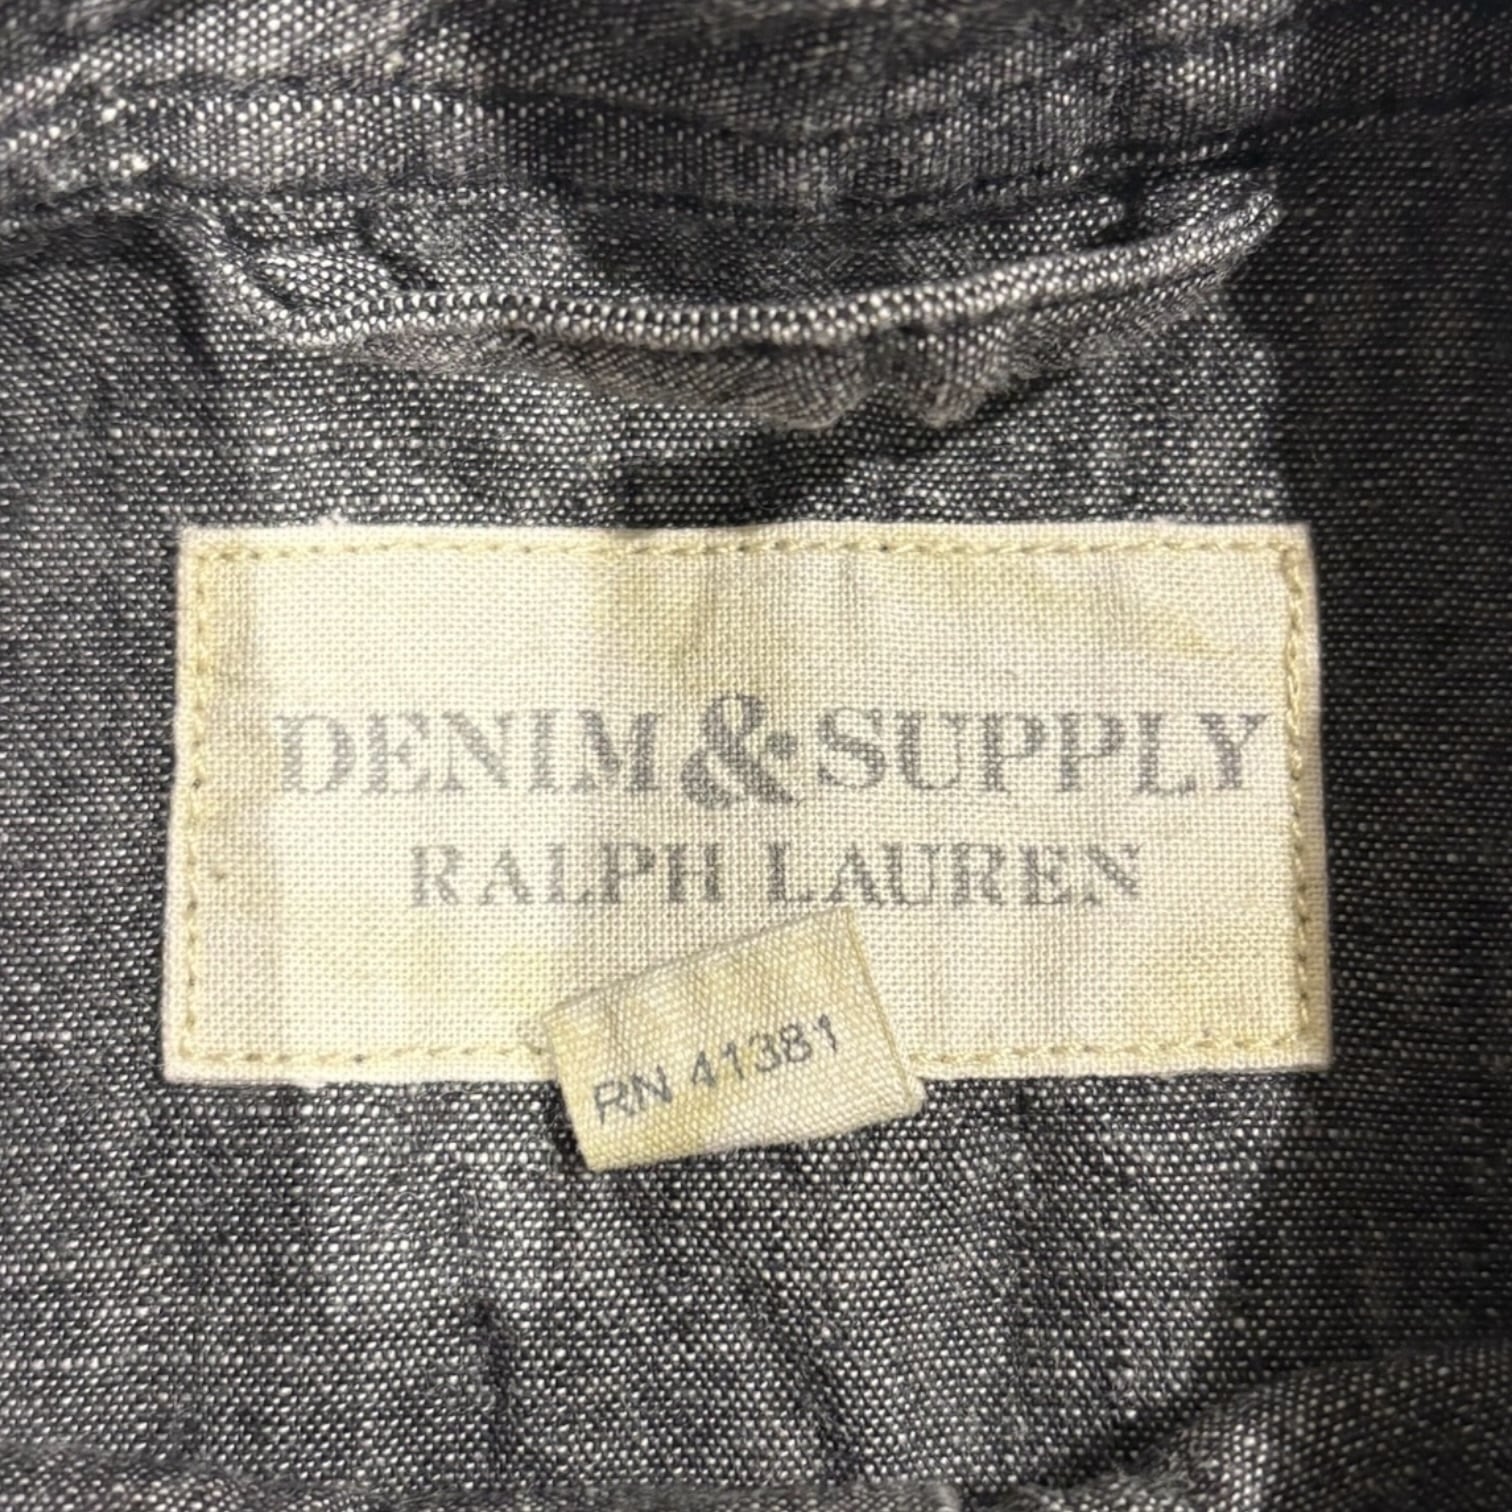 DENIM & SUPPLY
RALPH LAUREN
RN 41381